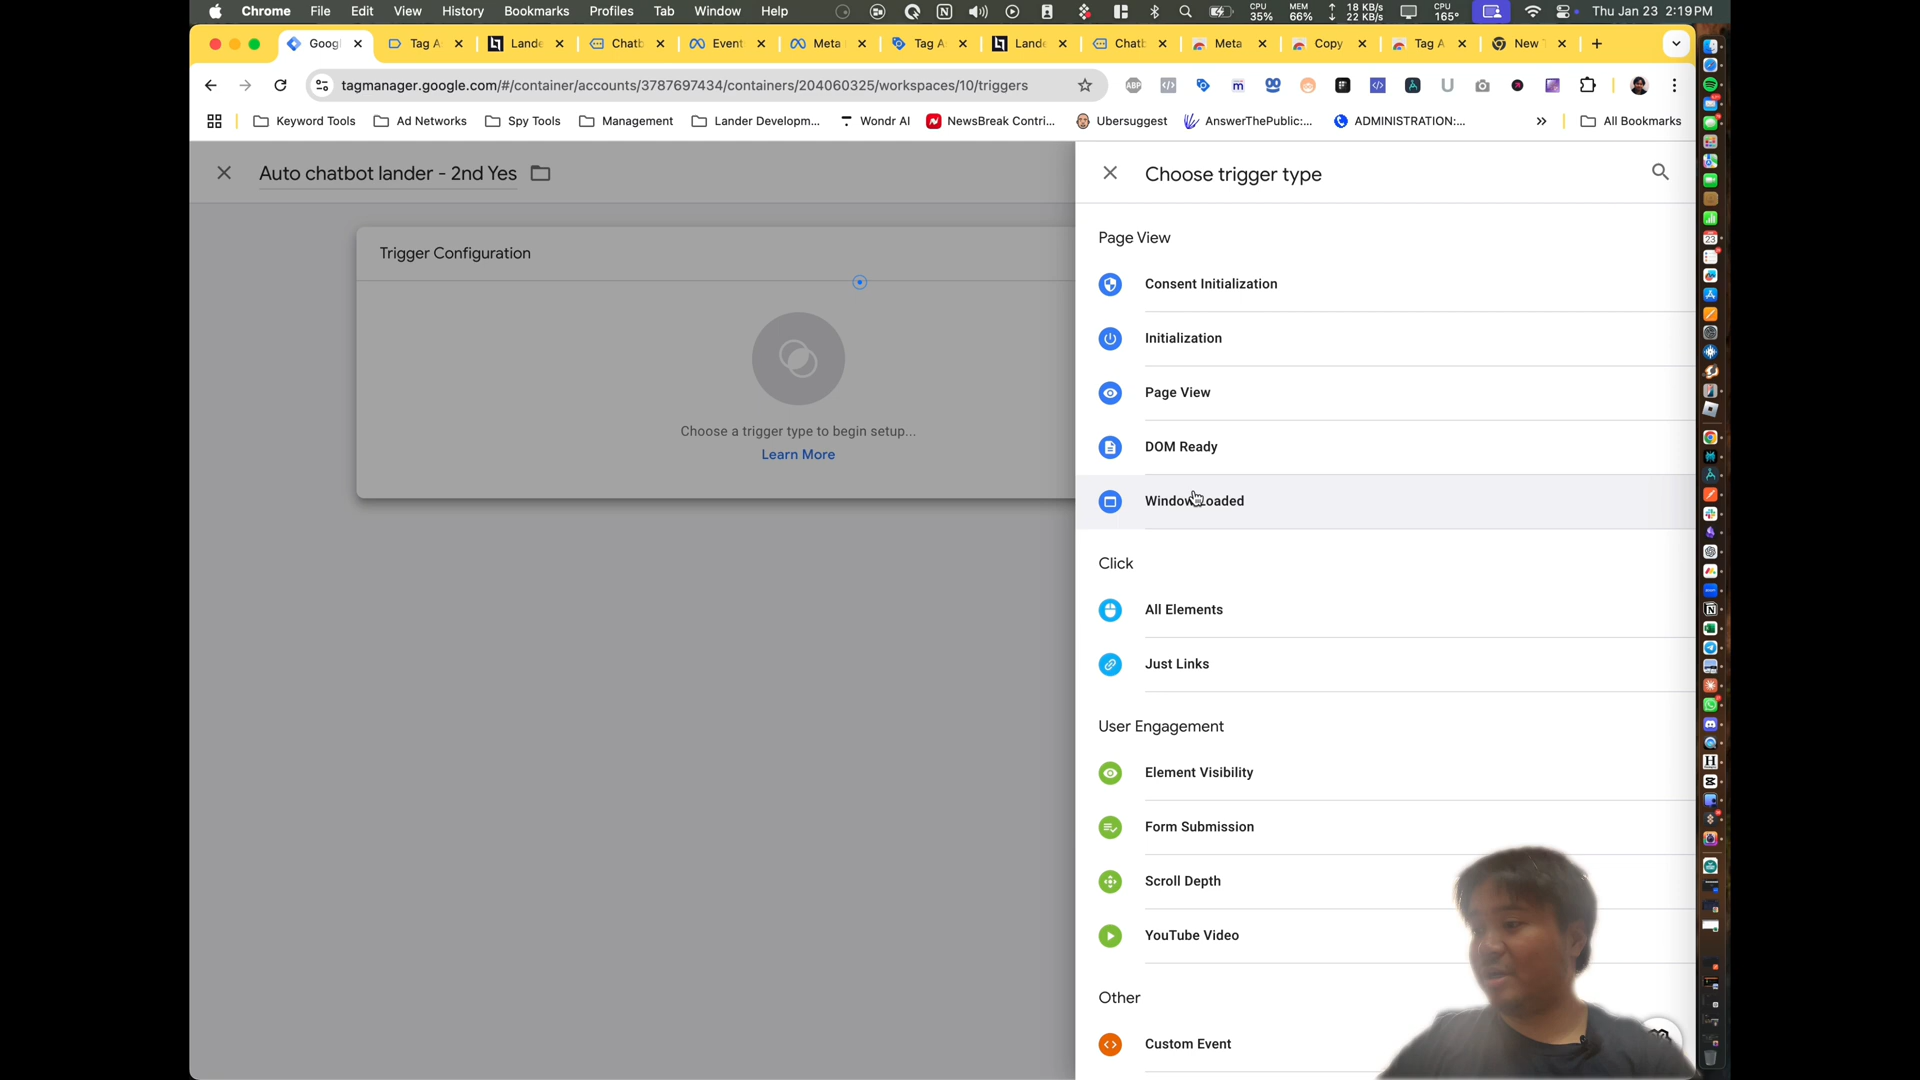 Chrome File Edit View History Bookmarks Profiles Tab Window Help CPU 35% MEM 66% 18 KB/s 22 KB/s CPU 165° Thu Jan 23 2:19 PM
Googl Tag A Lande Chatb Event Meta Tag A Lande Chatb Meta Copy Tag A New
tagmanager.google.com/#/container/accounts/3787697434/containers/204060325/workspaces/10/triggers
Keyword Tools Ad Networks Spy Tools Management Lander Developm... Wondr AI NewsBreak Contri... Ubersuggest AnswerThePublic:... ADMINISTRATION:... » All Bookmarks
Auto chatbot lander - 2nd Yes
Choose trigger type
Trigger Configuration
Choose a trigger type to begin setup...
Learn More
Page View
Consent Initialization
Initialization
Page View
DOM Ready
Window Loaded
Click
All Elements
Just Links
User Engagement
Element Visibility
Form Submission
Scroll Depth
YouTube Video
Other
Custom Event